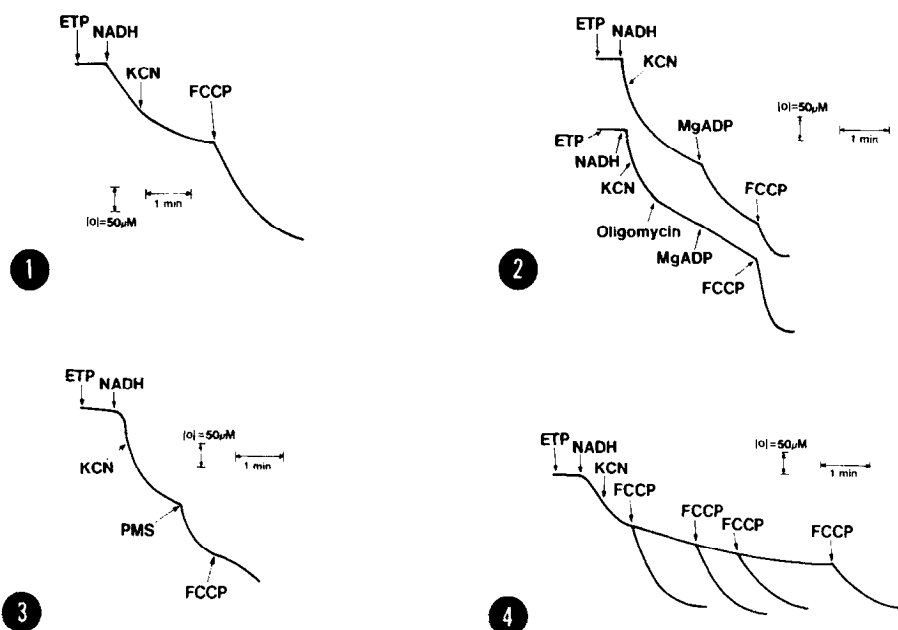 ETP
NADH
KCN
FCCP
|o|=50µM
1 min
1
ETP
NADH
KCN
|o|=50µM
1 min
MgADP
FCCP
ETP
NADH
KCN
Oligomycin
MgADP
FCCP
2
ETP
NADH
|o|=50µM
1 min
KCN
PMS
FCCP
3
ETP
NADH
KCN
FCCP
FCCP
FCCP
FCCP
|o|=50µM
1 min
4